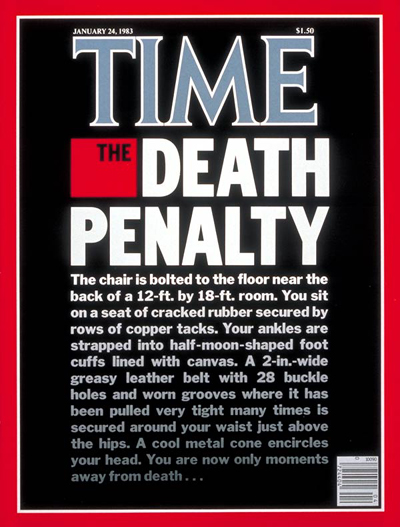 JANUARY 24, 1983 $1.50
TIME
THE DEATH
PENALTY
The chair is bolted to the floor near the
back of a 12-ft. by 18-ft. room. You sit
on a seat of cracked rubber secured by
rows of copper tacks. Your ankles are
strapped into half-moon-shaped foot
cuffs lined with canvas. A 2-in.-wide
greasy leather belt with 28 buckle
holes and worn grooves where it has
been pulled very tight many times is
secured around your waist just above
the hips. A cool metal cone encircles
your head. You are now only moments
away from death . . .